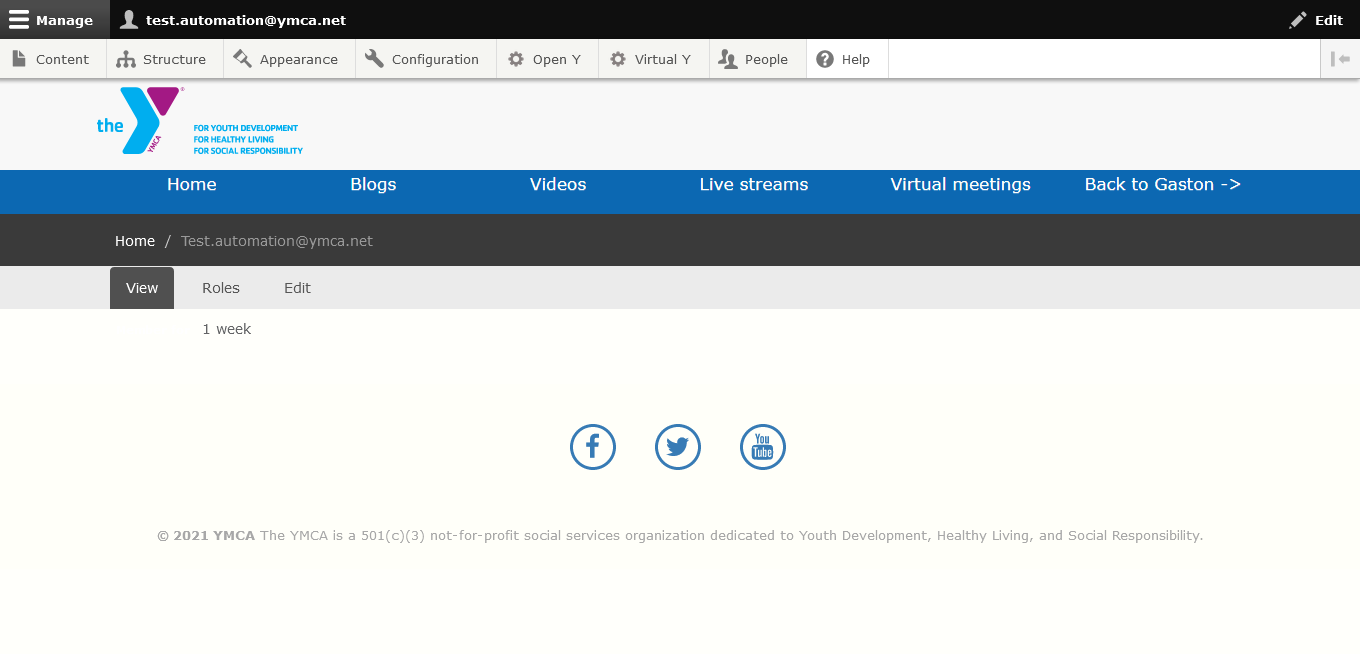 Manage test.automation@ymca.net Edit
Content Structure Appearance Configuration Open Y Virtual Y People Help
the YMCA ®
FOR YOUTH DEVELOPMENT
FOR HEALTHY LIVING
FOR SOCIAL RESPONSIBILITY
Home Blogs Videos Live streams Virtual meetings Back to Gaston ->
Home / Test.automation@ymca.net
View Roles Edit
1 week
You
Tube
© 2021 YMCA The YMCA is a 501(c)(3) not-for-profit social services organization dedicated to Youth Development, Healthy Living, and Social Responsibility.